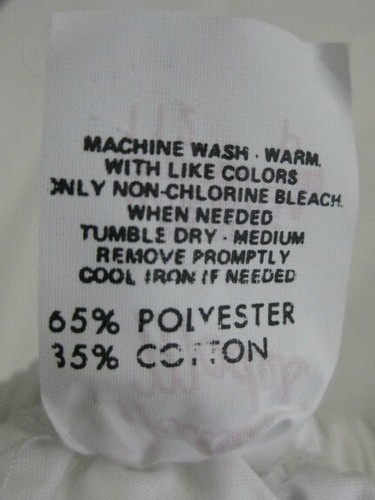 MACHINE WASH · WARM.
WITH LIKE COLORS
ONLY NON-CHLORINE BLEACH
WHEN NEEDED
TUMBLE DRY · MEDIUM
REMOVE PROMPTLY
COOL IRON IF NEEDED
65% POLYESTER
35% COTTON